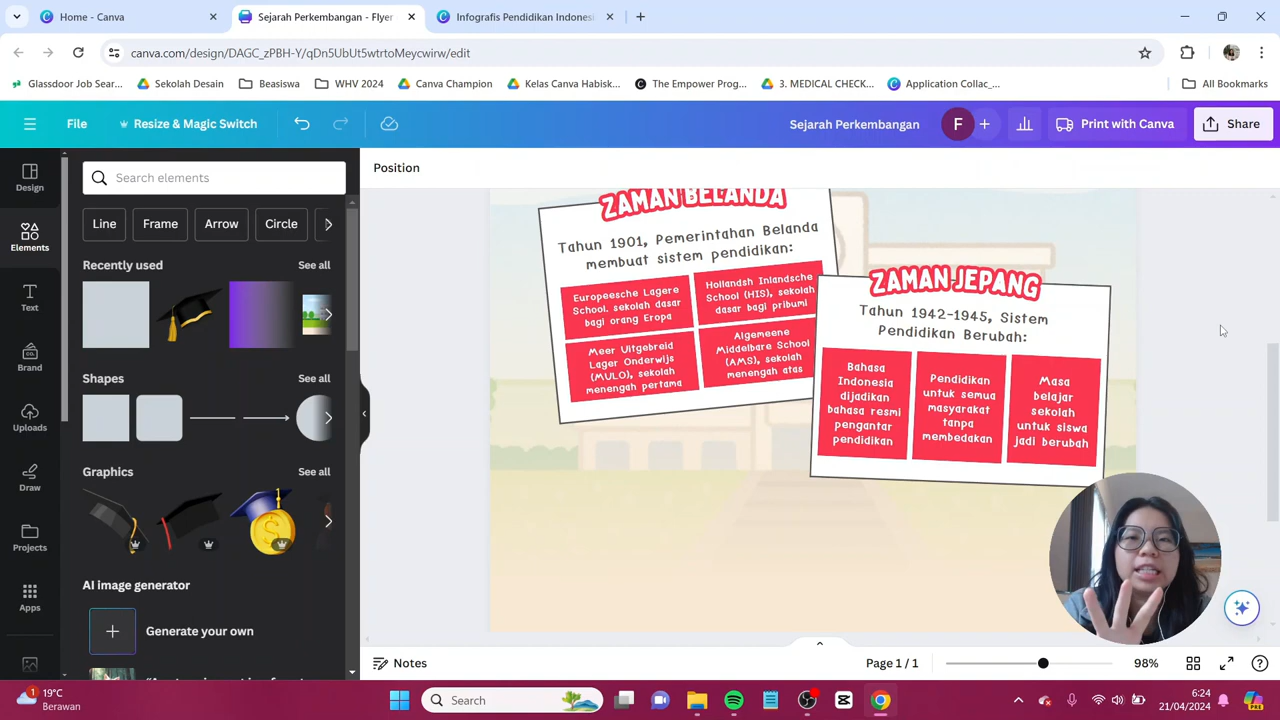 Home - Canva
Sejarah Perkembangan - Flyer
Infografis Pendidikan Indonesi
canva.com/design/DAGC_zPBH-Y/qDn5UbUt5wtrtoMeycwirw/edit
Glassdoor Job Sear...
Sekolah Desain
Beasiswa
WHV 2024
Canva Champion
Kelas Canva Habisk...
The Empower Prog...
3. MEDICAL CHECK...
Application Collac_...
All Bookmarks
File
Resize & Magic Switch
Sejarah Perkembangan
F
Print with Canva
Share
Design
Elements
Text
Brand
Uploads
Draw
Projects
Apps
Search elements
Line
Frame
Arrow
Circle
Recently used
See all
Shapes
See all
Graphics
See all
AI image generator
Generate your own
Position
ZAMAN BELANDA
Tahun 1901, Pemerintahan Belanda
membuat sistem pendidikan:
Europeesche Lagere
School. sekolah dasar
bagi orang Eropa
Hollandsh Inlandsche
School (HIS), sekolah
dasar bagi pribumi
Meer Uitgebreid
Lager Onderwijs
(MULO), sekolah
menengah pertama
Algemeene
Middelbare School
(AMS), sekolah
menengah atas
ZAMAN JEPANG
Tahun 1942-1945, Sistem
Pendidikan Berubah:
Bahasa
Indonesia
dijadikan
bahasa resmi
pengantar
pendidikan
Pendidikan
untuk semua
masyarakat
tanpa
membedakan
Masa
belajar
sekolah
untuk siswa
jadi berubah
Notes
Page 1 / 1
98%
1
19°C
Berawan
Search
6:24
21/04/2024